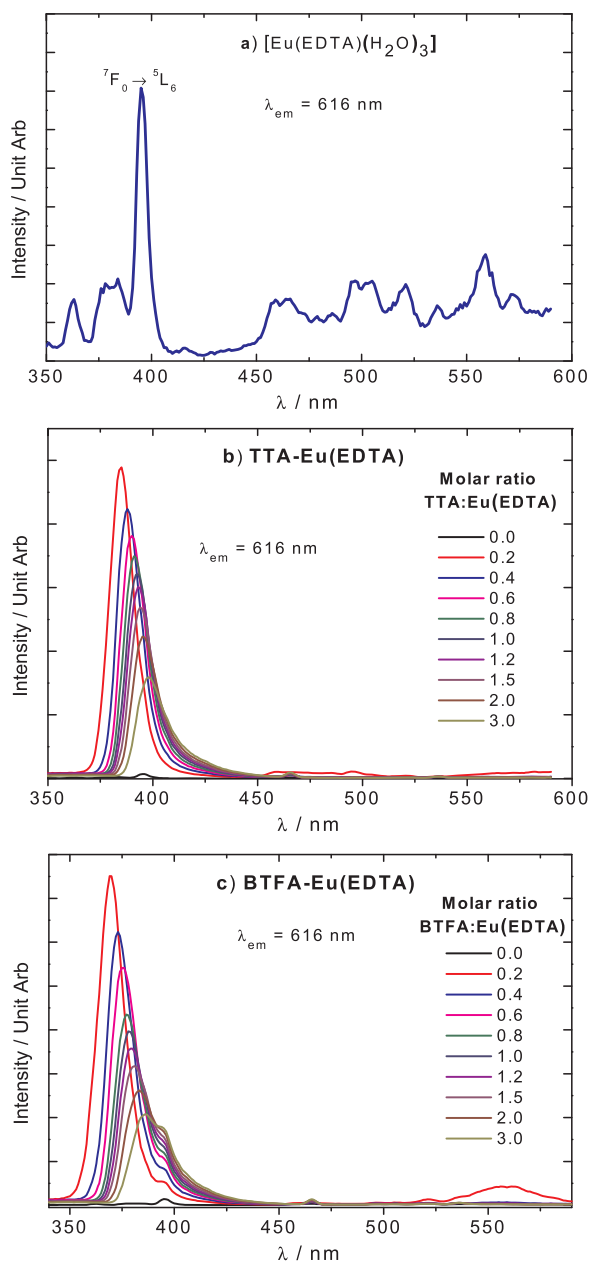 a) [Eu(EDTA)(H₂O)₃]
⁷F₀ → ⁵L₆
λem = 616 nm
Intensity / Unit Arb
350 400 450 500 550 600
λ / nm
b) TTA-Eu(EDTA)
Molar ratio
TTA:Eu(EDTA)
λem = 616 nm
0.0
0.2
0.4
0.6
0.8
1.0
1.2
1.5
2.0
3.0
Intensity / Unit Arb
350 400 450 500 550 600
λ / nm
c) BTFA-Eu(EDTA)
Molar ratio
BTFA:Eu(EDTA)
λem = 616 nm
0.0
0.2
0.4
0.6
0.8
1.0
1.2
1.5
2.0
3.0
Intensity / Unit Arb
350 400 450 500 550
λ / nm